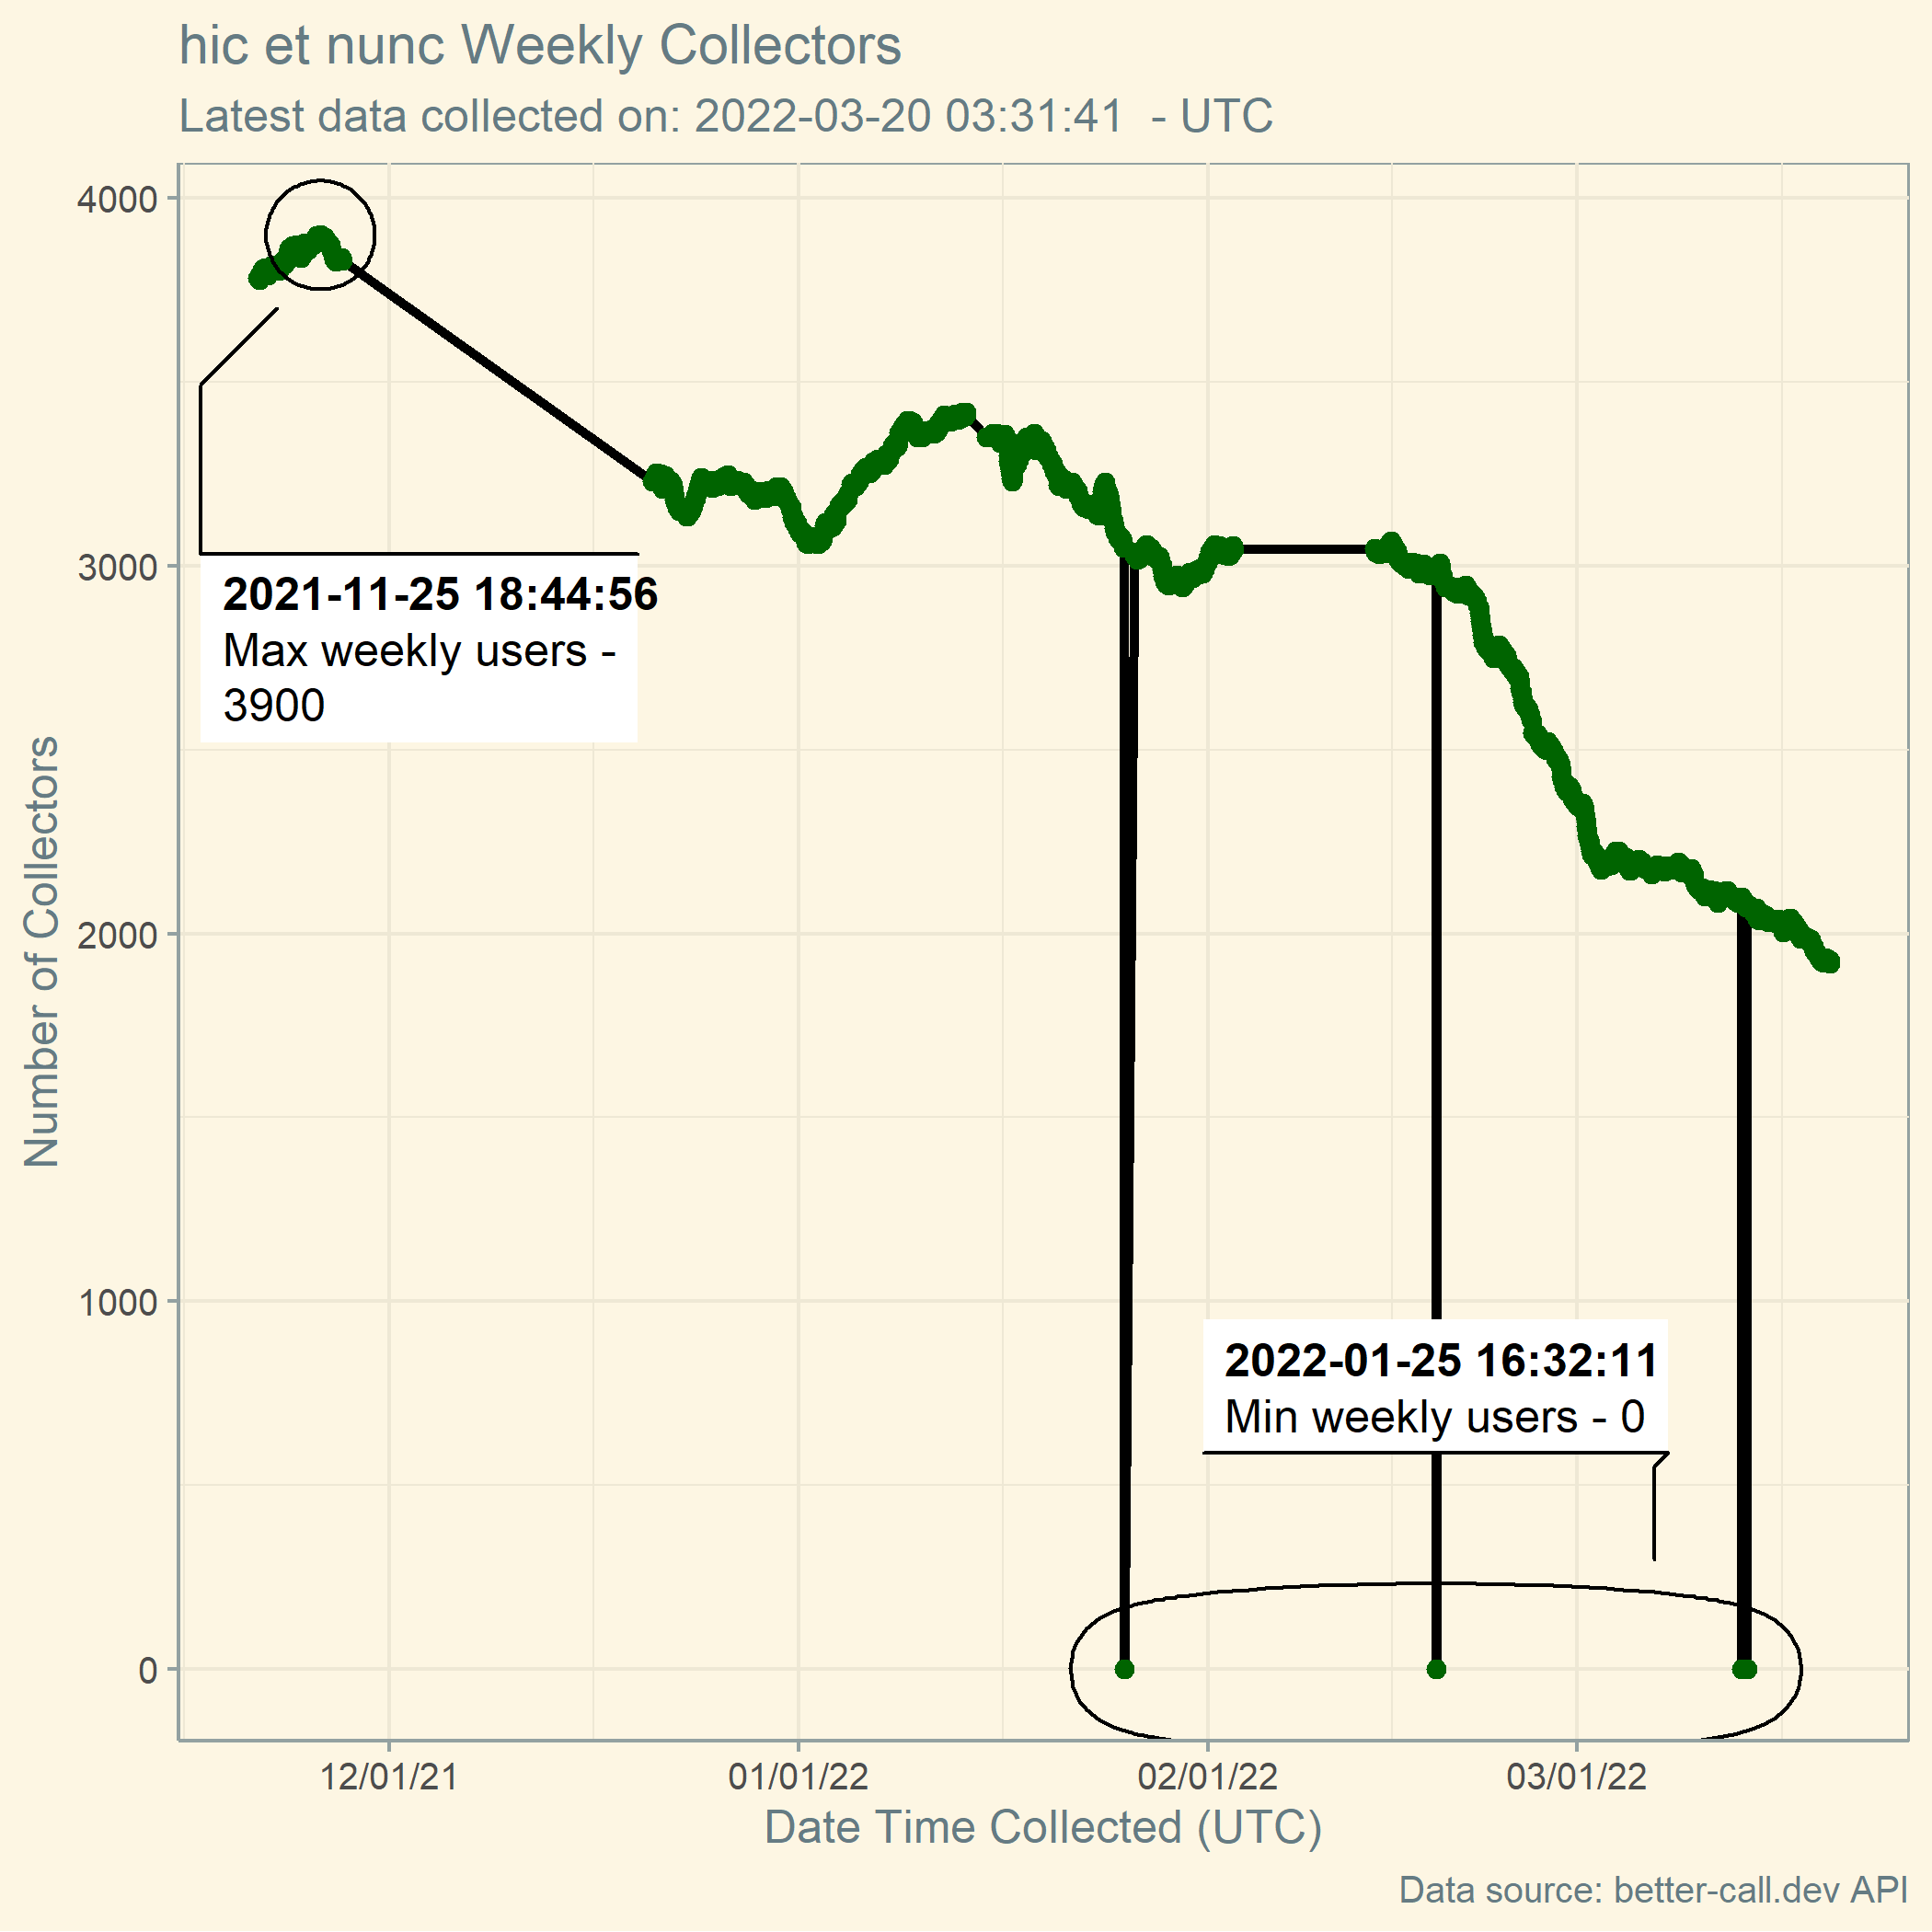 hic et nunc Weekly Collectors
Latest data collected on: 2022-03-20 03:31:41  - UTC
4000
3000
2000
1000
0
Number of Collectors
2021-11-25 18:44:56
Max weekly users -
3900
2022-01-25 16:32:11
Min weekly users - 0
12/01/21
01/01/22
02/01/22
03/01/22
Date Time Collected (UTC)
Data source: better-call.dev API